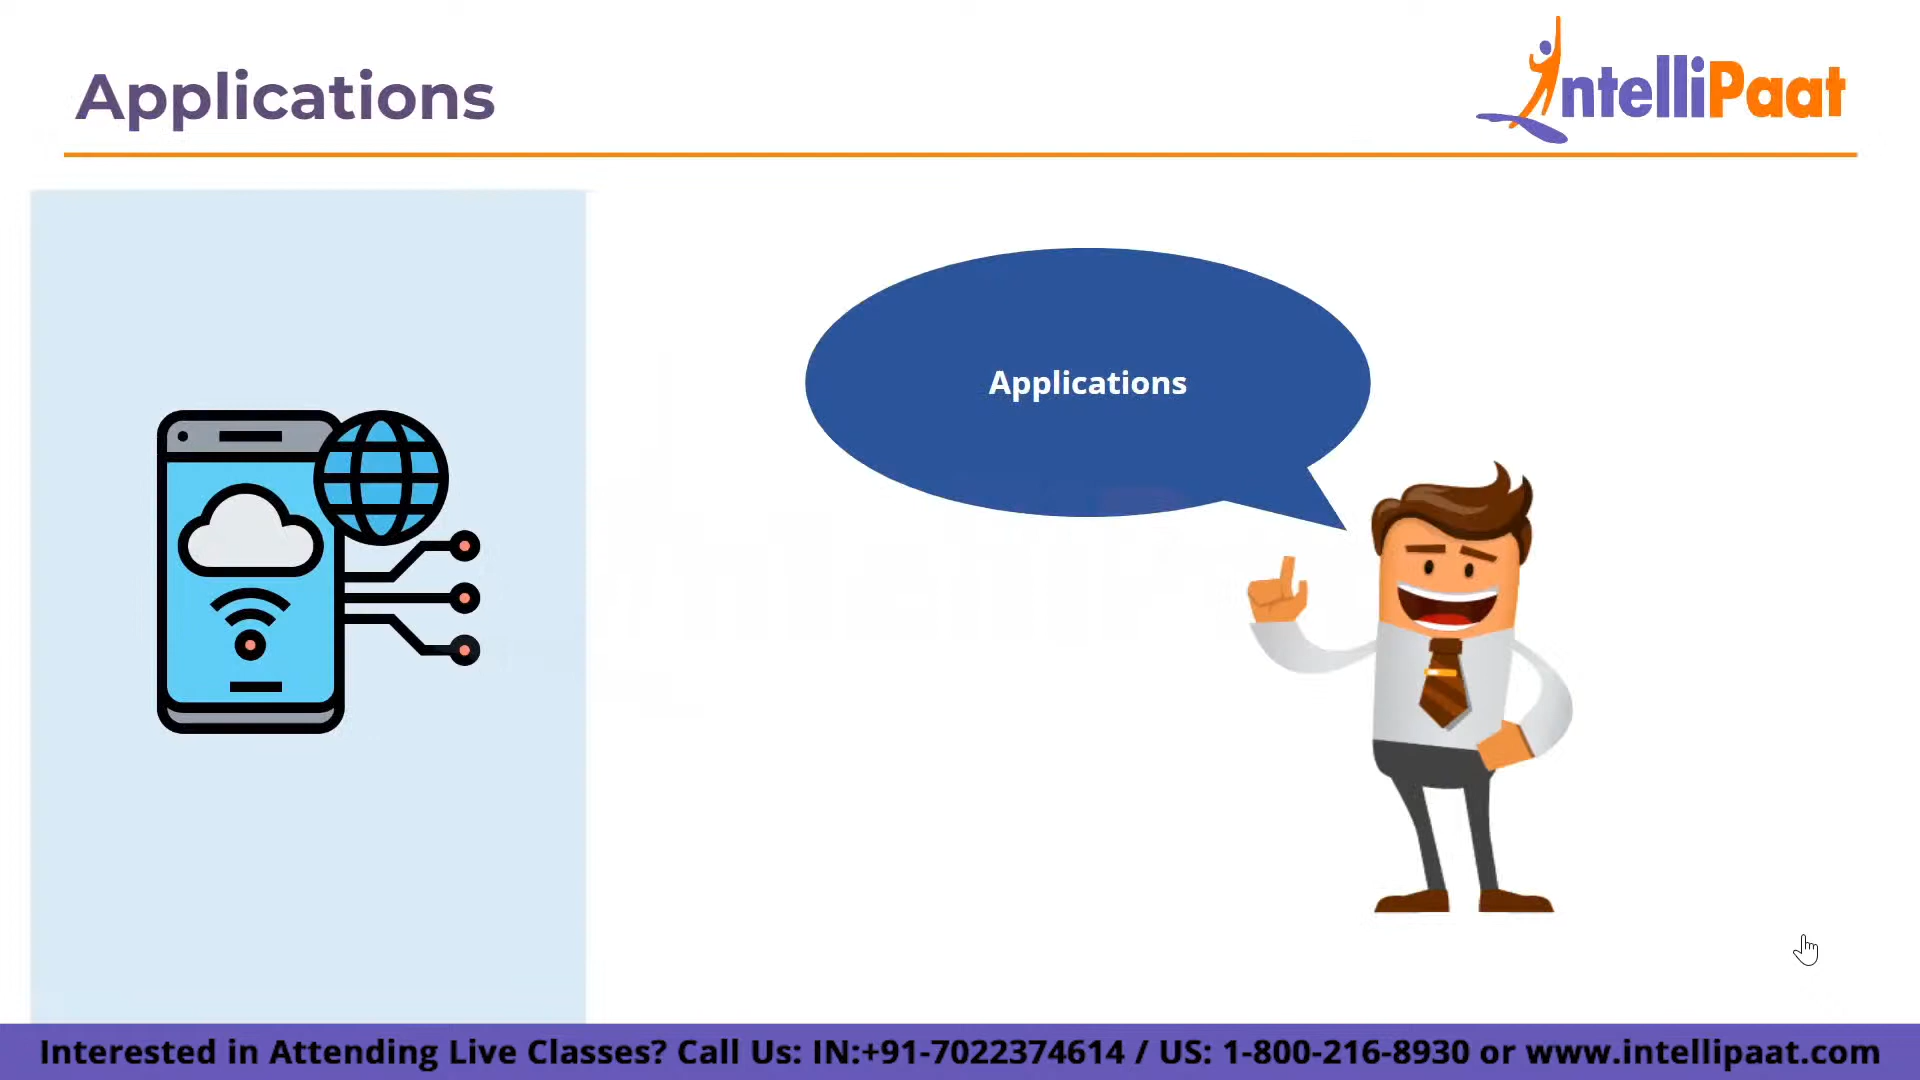 Applications
IntelliPaat
Applications
Interested in Attending Live Classes? Call Us: IN:+91-7022374614 / US: 1-800-216-8930 or www.intellipaat.com